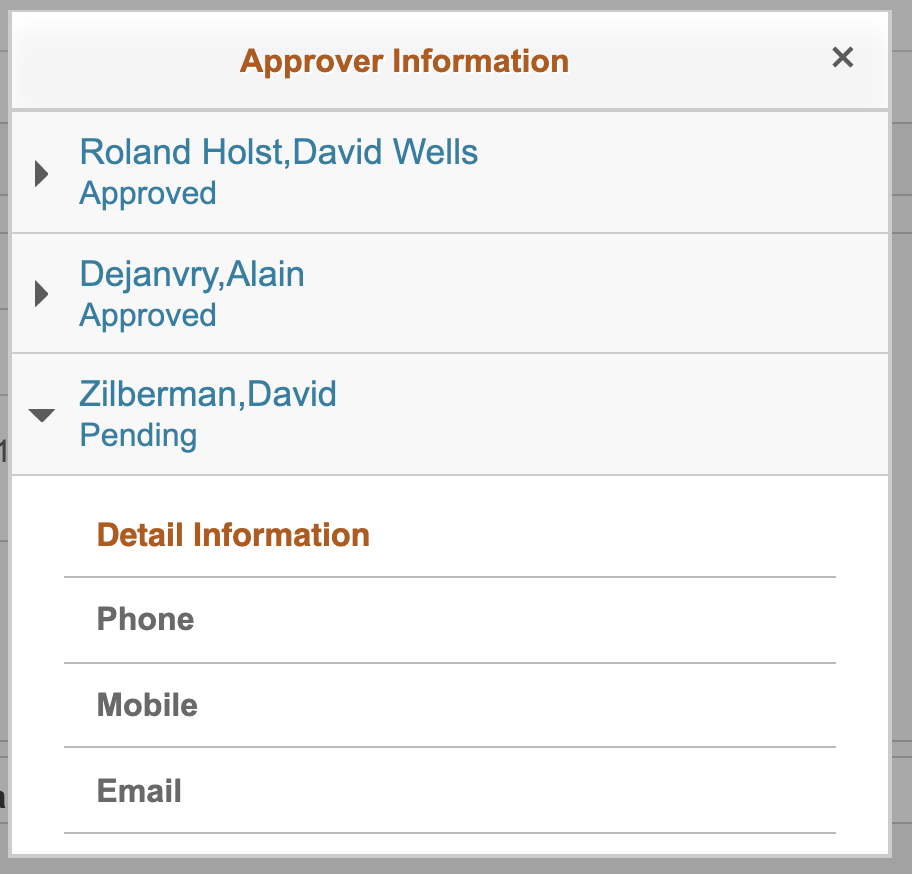 Approver Information
Roland Holst,David Wells
Approved
Dejanvry,Alain
Approved
Zilberman,David
Pending
Detail Information
Phone
Mobile
Email